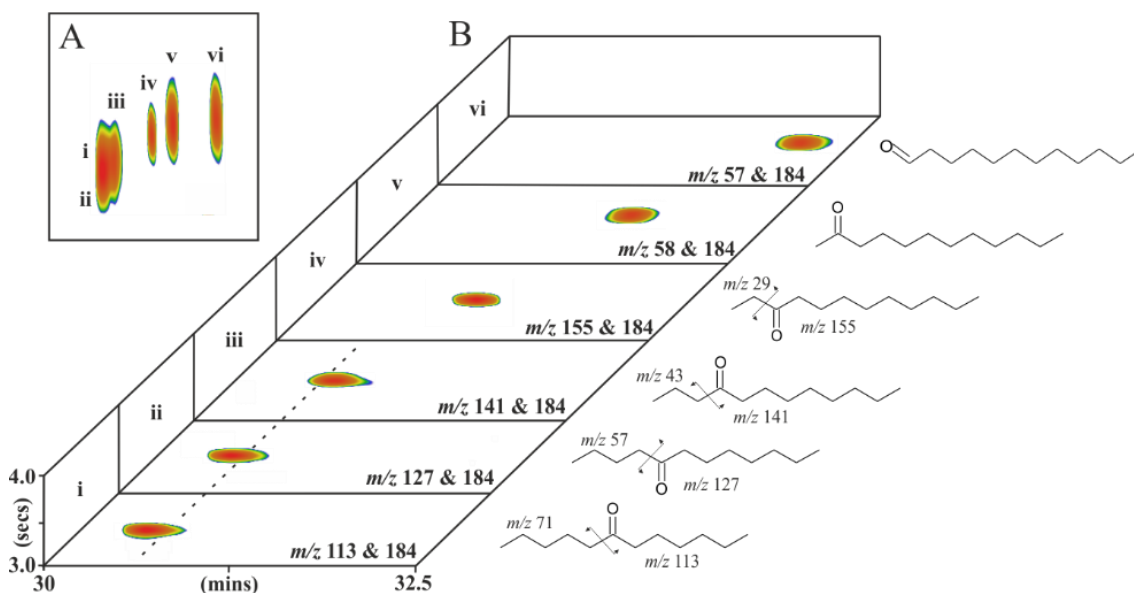 A
B
iii
iv
v
vi
i
ii
vi
m/z 57 & 184
O
v
m/z 58 & 184
O
iv
m/z 155 & 184
m/z 29
O
m/z 155
iii
m/z 141 & 184
m/z 43
O
m/z 141
ii
m/z 127 & 184
m/z 57
O
m/z 127
i
m/z 113 & 184
m/z 71
O
m/z 113
4.0
(secs)
3.0
30
(mins)
32.5